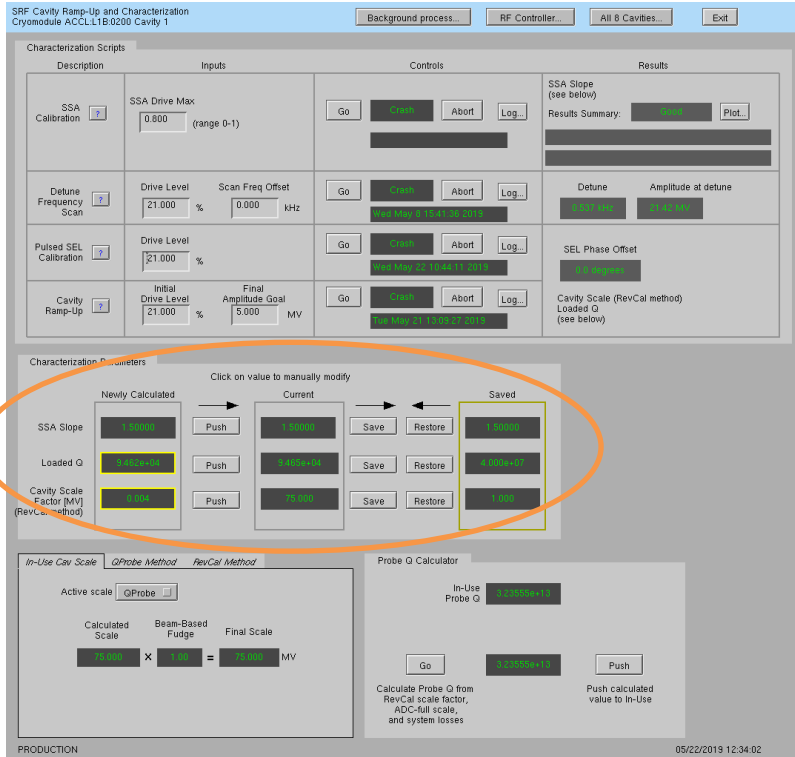 SRF Cavity Ramp-Up and Characterization
Cryomodule ACCL:L1B:0200 Cavity 1
Background process... RF Controller... All 8 Cavities... Exit
Characterization Scripts
Description Inputs Controls Results
SSA Calibration ? SSA Drive Max 0.800 (range 0-1) Go Crash Abort Log...
SSA Slope
(see below)
Results Summary: Good Plot...
Detune Frequency Scan ? Drive Level 21.000 % Scan Freq Offset 0.000 kHz Go Crash Abort Log...
Wed May 8 15:41:36 2019
Detune Amplitude at detune
0.537 kHz 21.42 MV
Pulsed SEL Calibration ? Drive Level 21.000 % Go Crash Abort Log...
Wed May 22 10:44:11 2019
SEL Phase Offset
0.0 degrees
Cavity Ramp-Up ? Initial Drive Level 21.000 % Final Amplitude Goal 5.000 MV Go Crash Abort Log...
Tue May 21 13:09:27 2019
Cavity Scale (RevCal method)
Loaded Q
(see below)
Characterization Parameters
Click on value to manually modify
Newly Calculated Current Saved
SSA Slope 1.50000 Push 1.50000 Save Restore 1.50000
Loaded Q 9.462e+04 Push 9.465e+04 Save Restore 4.000e+07
Cavity Scale
Factor [MV]
(RevCal method)
0.004 Push 75.000 Save Restore 1.000
In-Use Cav Scale QProbe Method RevCal Method
Active scale QProbe
Calculated Scale Beam-Based Fudge Final Scale
75.000 X 1.00 = 75.000 MV
Probe Q Calculator
In-Use Probe Q 3.23555e+13
Go 3.23555e+13 Push
Calculate Probe Q from
RevCal scale factor,
ADC-full scale,
and system losses
Push calculated
value to In-Use
PRODUCTION 05/22/2019 12:34:02